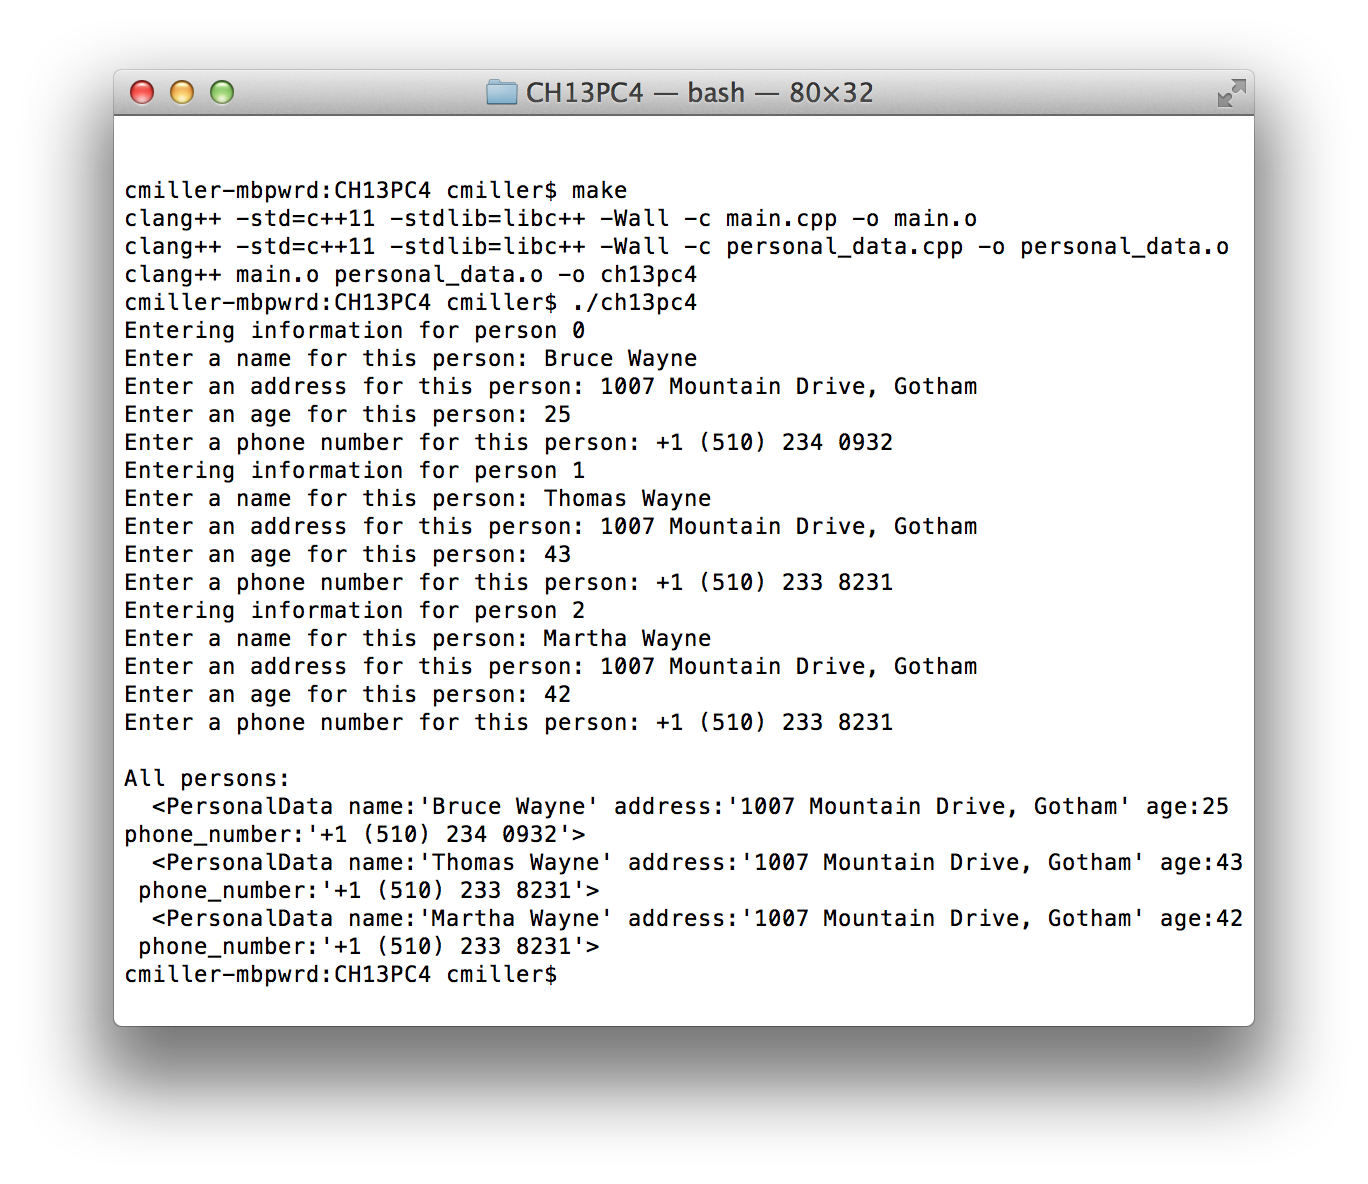 CH13PC4 — bash — 80×32
cmiller-mbpwrd:CH13PC4 cmiller$ make
clang++ -std=c++11 -stdlib=libc++ -Wall -c main.cpp -o main.o
clang++ -std=c++11 -stdlib=libc++ -Wall -c personal_data.cpp -o personal_data.o
clang++ main.o personal_data.o -o ch13pc4
cmiller-mbpwrd:CH13PC4 cmiller$ ./ch13pc4
Entering information for person 0
Enter a name for this person: Bruce Wayne
Enter an address for this person: 1007 Mountain Drive, Gotham
Enter an age for this person: 25
Enter a phone number for this person: +1 (510) 234 0932
Entering information for person 1
Enter a name for this person: Thomas Wayne
Enter an address for this person: 1007 Mountain Drive, Gotham
Enter an age for this person: 43
Enter a phone number for this person: +1 (510) 233 8231
Entering information for person 2
Enter a name for this person: Martha Wayne
Enter an address for this person: 1007 Mountain Drive, Gotham
Enter an age for this person: 42
Enter a phone number for this person: +1 (510) 233 8231

All persons:
  <PersonalData name:'Bruce Wayne' address:'1007 Mountain Drive, Gotham' age:25
phone_number:'+1 (510) 234 0932'>
  <PersonalData name:'Thomas Wayne' address:'1007 Mountain Drive, Gotham' age:43
 phone_number:'+1 (510) 233 8231'>
  <PersonalData name:'Martha Wayne' address:'1007 Mountain Drive, Gotham' age:42
 phone_number:'+1 (510) 233 8231'>
cmiller-mbpwrd:CH13PC4 cmiller$